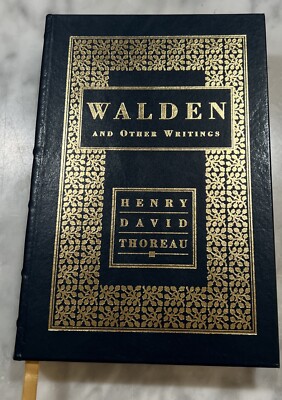 WALDEN
AND OTHER WRITINGS
HENRY
DAVID
THOREAU